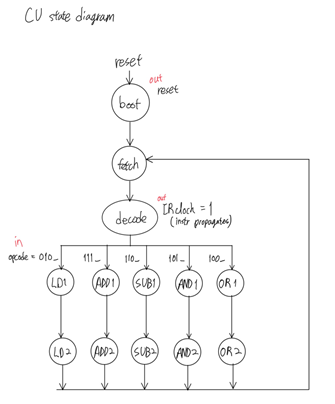 CU state diagram
reset
out
reset
boot
fetch
out
decode
IRclock = 1
(instr propagates)
in
opcode = 010_ 111_ 110_ 101_ 100_
LD1 ADD1 SUB1 AND1 OR1
LD2 ADD2 SUB2 AND2 OR2